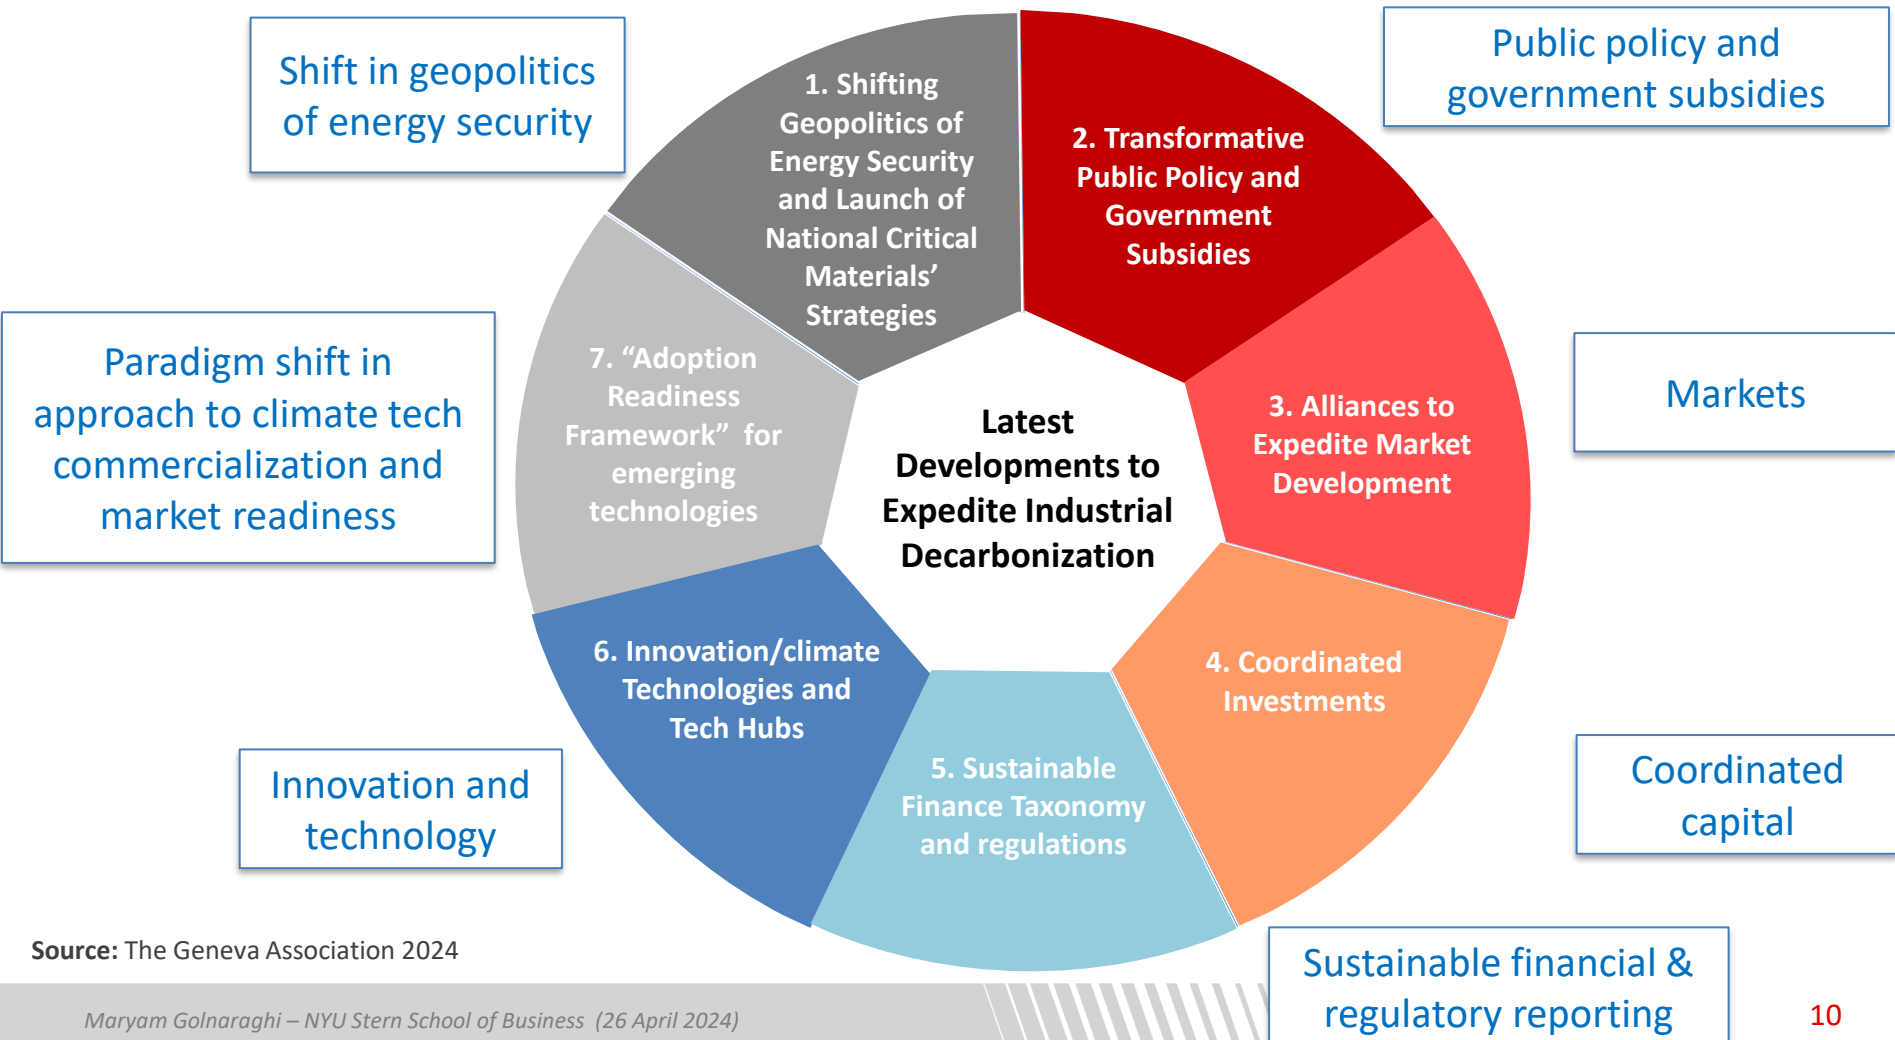 Shift in geopolitics
of energy security
Public policy and
government subsidies
1. Shifting
Geopolitics of
Energy Security
and Launch of
National Critical
Materials’
Strategies
2. Transformative
Public Policy and
Government
Subsidies
Paradigm shift in
approach to climate tech
commercialization and
market readiness
7. “Adoption
Readiness
Framework” for
emerging
technologies
Latest
Developments to
Expedite Industrial
Decarbonization
3. Alliances to
Expedite Market
Development
Markets
6. Innovation/climate
Technologies and
Tech Hubs
4. Coordinated
Investments
5. Sustainable
Finance Taxonomy
and regulations
Innovation and
technology
Coordinated
capital
Source: The Geneva Association 2024
Sustainable financial &
regulatory reporting
Maryam Golnaraghi – NYU Stern School of Business (26 April 2024)
10